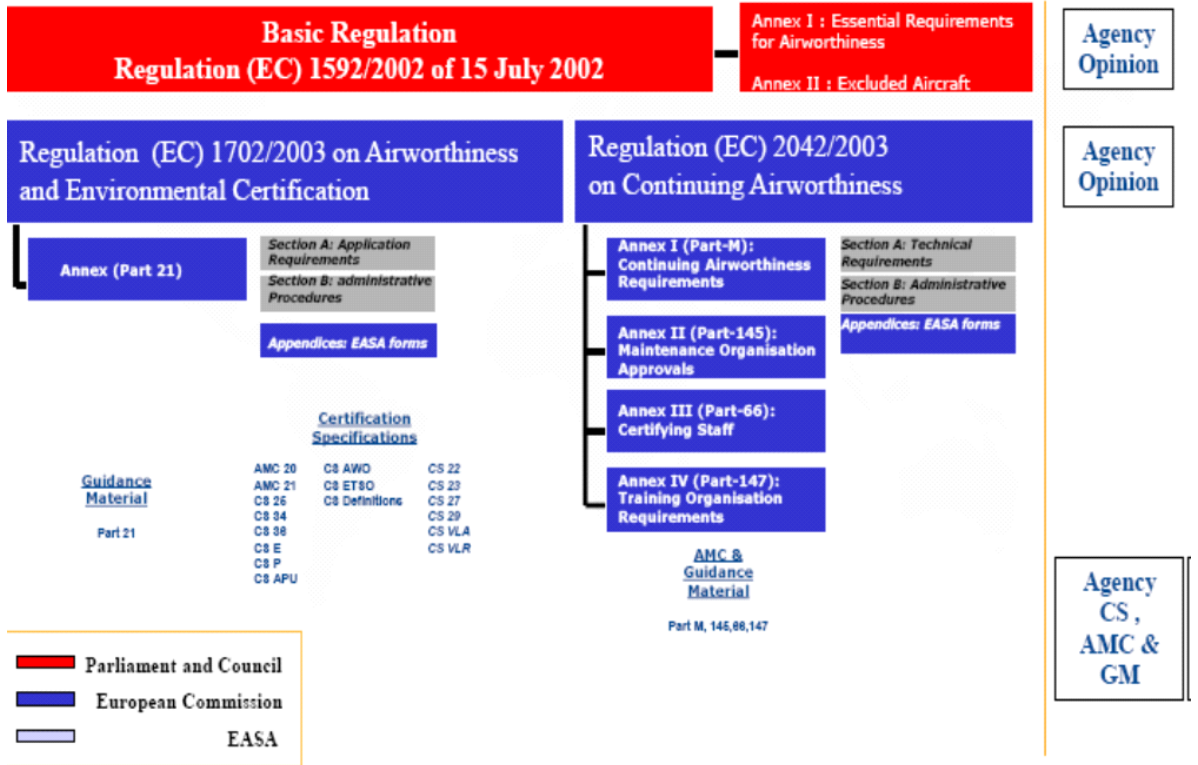 Basic Regulation
Regulation (EC) 1592/2002 of 15 July 2002
Annex I : Essential Requirements
for Airworthiness
Annex II : Excluded Aircraft
Agency
Opinion
Regulation (EC) 1702/2003 on Airworthiness
and Environmental Certification
Regulation (EC) 2042/2003
on Continuing Airworthiness
Agency
Opinion
Annex (Part 21)
Section A: Application
Requirements
Section B: administrative
Procedures
Appendices: EASA forms
Annex I (Part-M):
Continuing Airworthiness
Requirements
Section A: Technical
Requirements
Section B: Administrative
Procedures
Appendices: EASA forms
Annex II (Part-145):
Maintenance Organisation
Approvals
Annex III (Part-66):
Certifying Staff
Annex IV (Part-147):
Training Organisation
Requirements
Guidance
Material
Part 21
Certification
Specifications
AMC 20
AMC 21
CS 25
CS 34
CS 36
CS E
CS P
CS APU
CS AWO
CS ETSO
CS Definitions
CS 22
CS 23
CS 27
CS 29
CS VLA
CS VLR
AMC &
Guidance
Material
Part M, 145,66,147
Agency
CS ,
AMC &
GM
Parliament and Council
European Commission
EASA